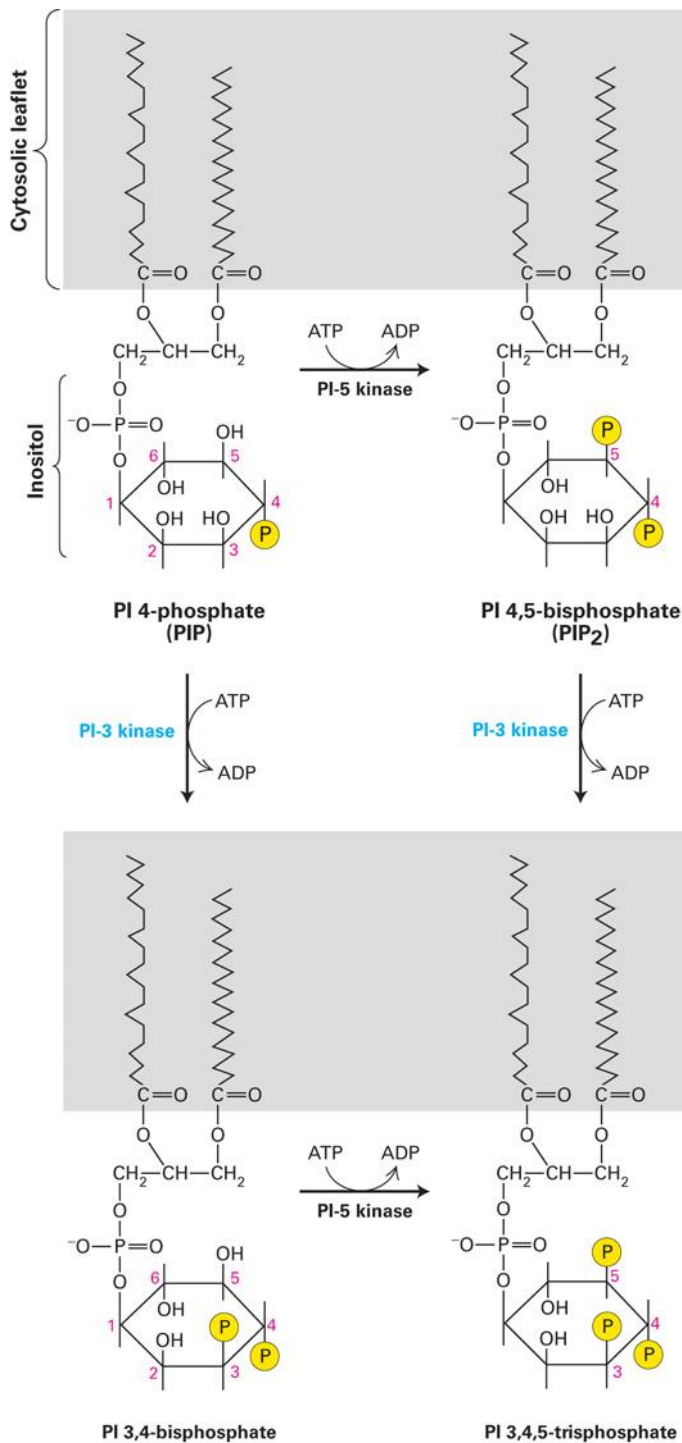 Cytosolic leaflet
C=O C=O C=O C=O
O O O O
ATP ADP
CH₂ CH CH₂ CH₂ CH CH₂
PI-5 kinase
O O
Inositol
⁻O—P=O ⁻O—P=O
OH P
O O
6 5 5
OH OH
1 4 4
OH HO OH HO
P P
2 3
PI 4-phosphate PI 4,5-bisphosphate
(PIP) (PIP₂)
ATP ATP
PI-3 kinase PI-3 kinase
ADP ADP
C=O C=O C=O C=O
O O O O
ATP ADP
CH₂ CH CH₂ CH₂ CH CH₂
PI-5 kinase
O O
⁻O—P=O ⁻O—P=O
OH P
O O
6 5 5
OH OH
1 P 4 P 4
OH OH
P P
2 3 3
PI 3,4-bisphosphate PI 3,4,5-trisphosphate